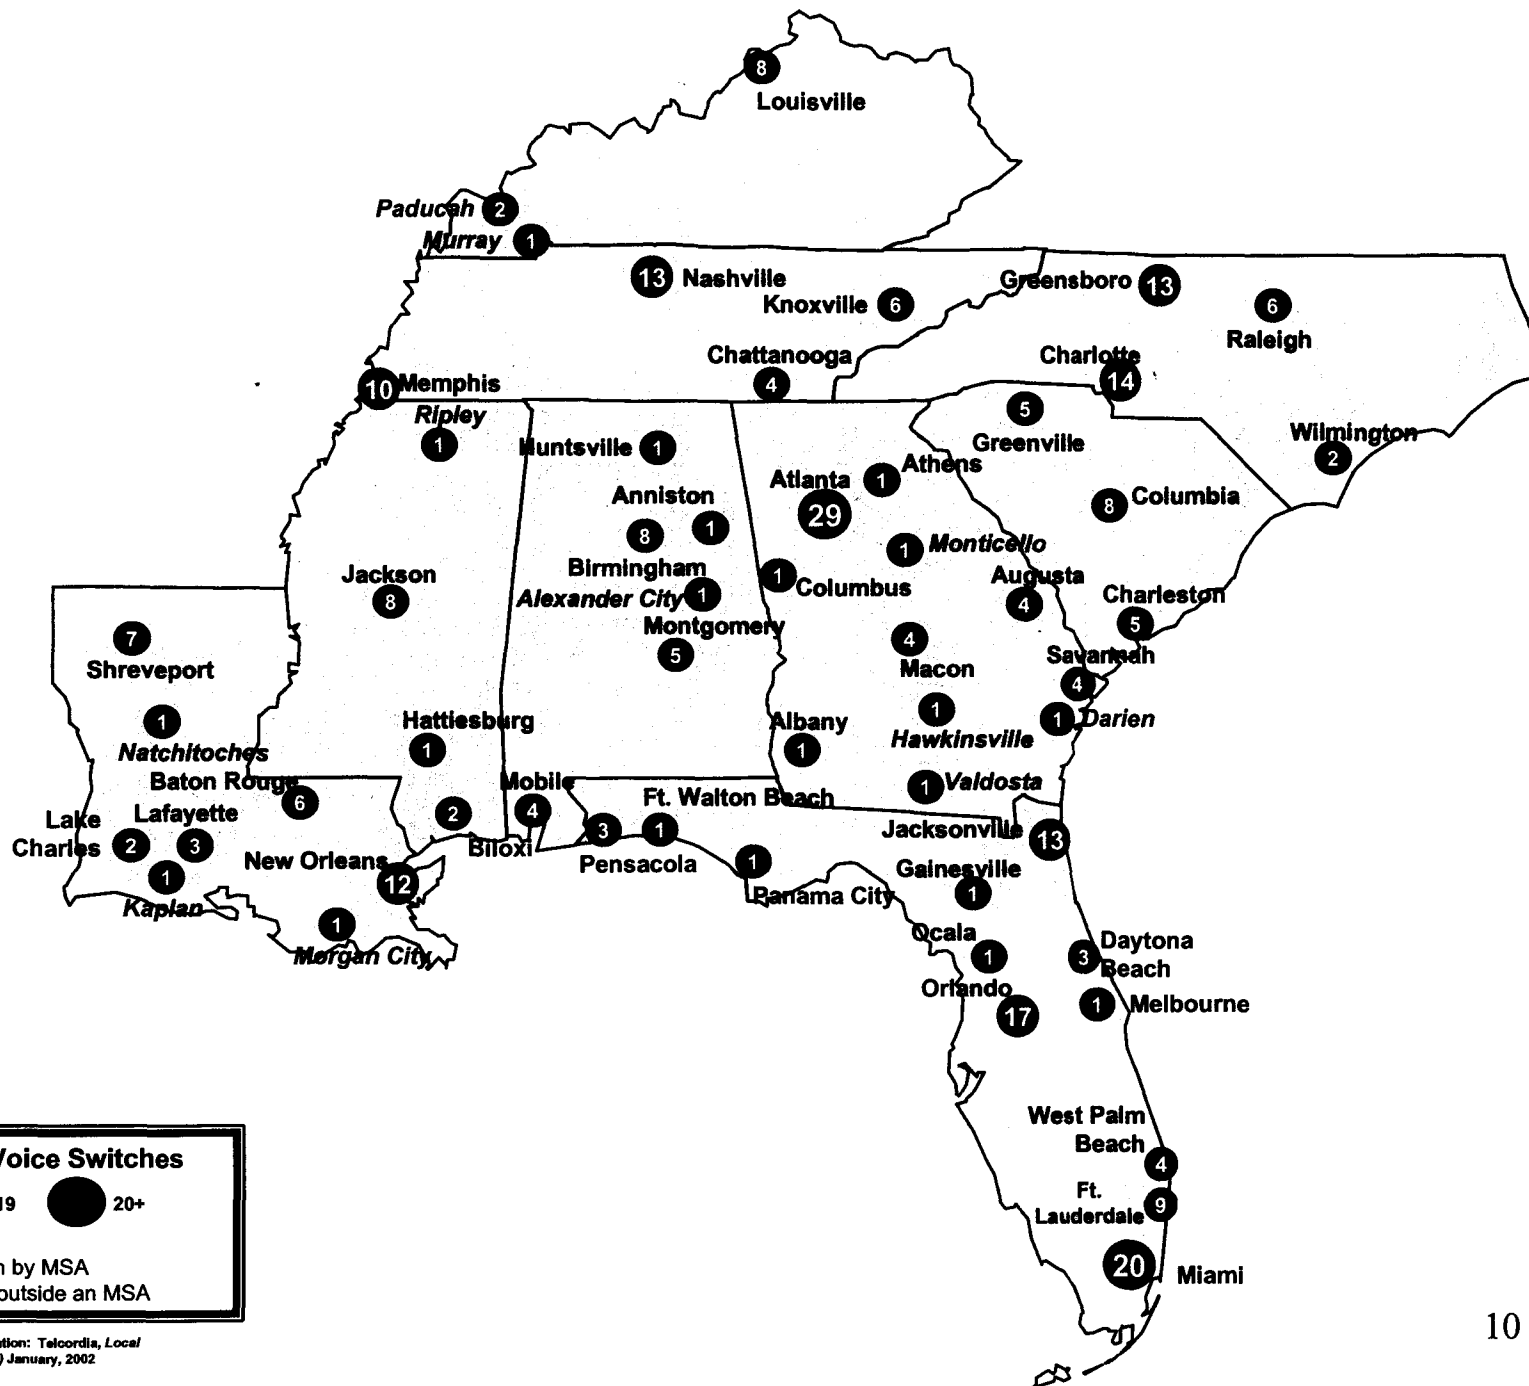 8
Louisville
Paducah 2
Murray 1
13 Nashville
Knoxville 6
Greensboro 13
6
Raleigh
Chattanooga
4
Charlotte
14
10 Memphis
Ripley
1
Huntsville 1
5
Greenville
Wilmington
2
Athens
1
Atlanta
29
Anniston
1
8
Birmingham
8 Columbia
1 Monticello
Jackson
8
1
Columbus
Augusta
4
Alexander City 1
Charleston
5
Montgomery
5
7
Shreveport
4
Macon
Savannah
4
1
Natchitoches
Hattiesburg
1
Albany
1
1
Hawkinsville
1 Darien
Baton Rouge
6
Mobile
4
Ft. Walton Beach
1
1 Valdosta
Lake
Charles 2
Lafayette
3
2
Biloxi
3
Pensacola
Jacksonville
13
New Orleans
12
1
Kaplan
1
Panama City
Gainesville
1
1
Morgan City
Ocala
1
3
Daytona
Beach
Orlando
17
1 Melbourne
West Palm
Beach
4
Ft.
Lauderdale
9
20
Miami
Voice Switches
19 20+
by MSA
outside an MSA
tion: Telcordia, Local
) January, 2002
10